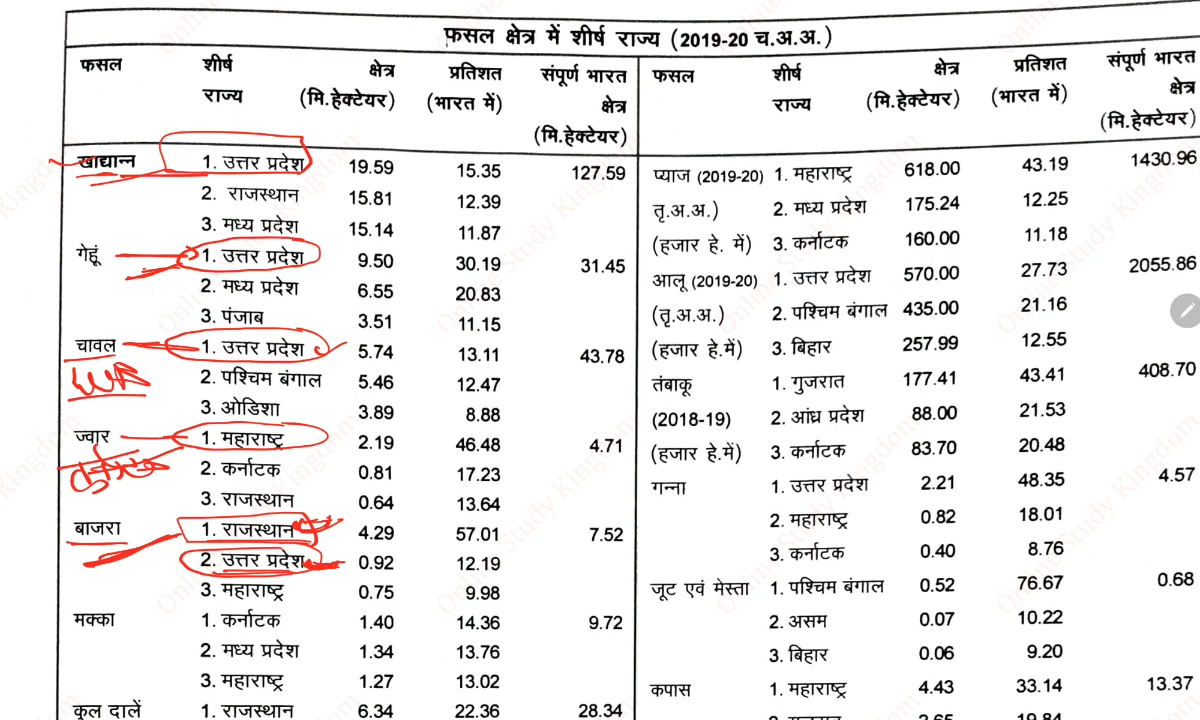 फसल क्षेत्र में शीर्ष राज्य (2019-20 च.अ.अ.)
फसल शीर्ष क्षेत्र प्रतिशत संपूर्ण भारत
राज्य (मि.हेक्टेयर) (भारत में) क्षेत्र
(मि.हेक्टेयर)
खाद्यान्न 1. उत्तर प्रदेश 19.59 15.35 127.59
2. राजस्थान 15.81 12.39
3. मध्य प्रदेश 15.14 11.87
गेहूं 1. उत्तर प्रदेश 9.50 30.19 31.45
2. मध्य प्रदेश 6.55 20.83
3. पंजाब 3.51 11.15
चावल 1. उत्तर प्रदेश 5.74 13.11 43.78
2. पश्चिम बंगाल 5.46 12.47
3. ओडिशा 3.89 8.88
ज्वार 1. महाराष्ट्र 2.19 46.48 4.71
2. कर्नाटक 0.81 17.23
3. राजस्थान 0.64 13.64
बाजरा 1. राजस्थान 4.29 57.01 7.52
2. उत्तर प्रदेश 0.92 12.19
3. महाराष्ट्र 0.75 9.98
मक्का 1. कर्नाटक 1.40 14.36 9.72
2. मध्य प्रदेश 1.34 13.76
3. महाराष्ट्र 1.27 13.02
कुल दालें 1. राजस्थान 6.34 22.36 28.34
फसल शीर्ष क्षेत्र प्रतिशत संपूर्ण भारत
राज्य (मि.हेक्टेयर) (भारत में) क्षेत्र
(मि.हेक्टेयर)
प्याज (2019-20) 1. महाराष्ट्र 618.00 43.19 1430.96
तृ.अ.अ.) 2. मध्य प्रदेश 175.24 12.25
(हजार हे. में) 3. कर्नाटक 160.00 11.18
आलू (2019-20) 1. उत्तर प्रदेश 570.00 27.73 2055.86
(तृ.अ.अ.) 2. पश्चिम बंगाल 435.00 21.16
(हजार हे.में) 3. बिहार 257.99 12.55
तंबाकू 1. गुजरात 177.41 43.41 408.70
(2018-19) 2. आंध्र प्रदेश 88.00 21.53
(हजार हे.में) 3. कर्नाटक 83.70 20.48
गन्ना 1. उत्तर प्रदेश 2.21 48.35 4.57
2. महाराष्ट्र 0.82 18.01
3. कर्नाटक 0.40 8.76
जूट एवं मेस्ता 1. पश्चिम बंगाल 0.52 76.67 0.68
2. असम 0.07 10.22
3. बिहार 0.06 9.20
कपास 1. महाराष्ट्र 4.43 33.14 13.37